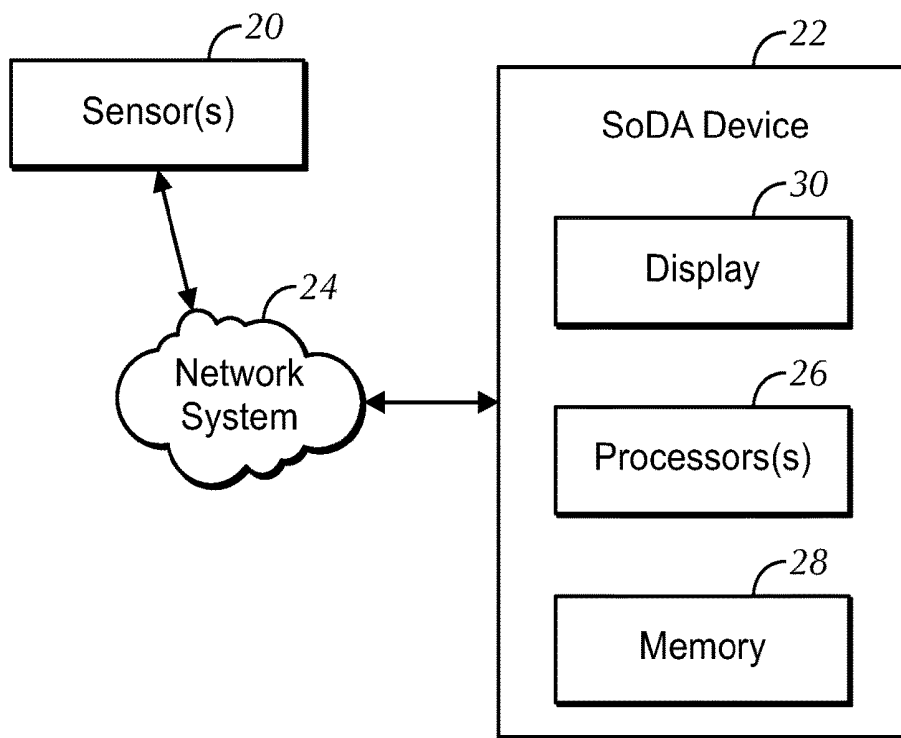 20
Sensor(s)
22
SoDA Device
30
Display
24
Network
System
26
Processors(s)
28
Memory